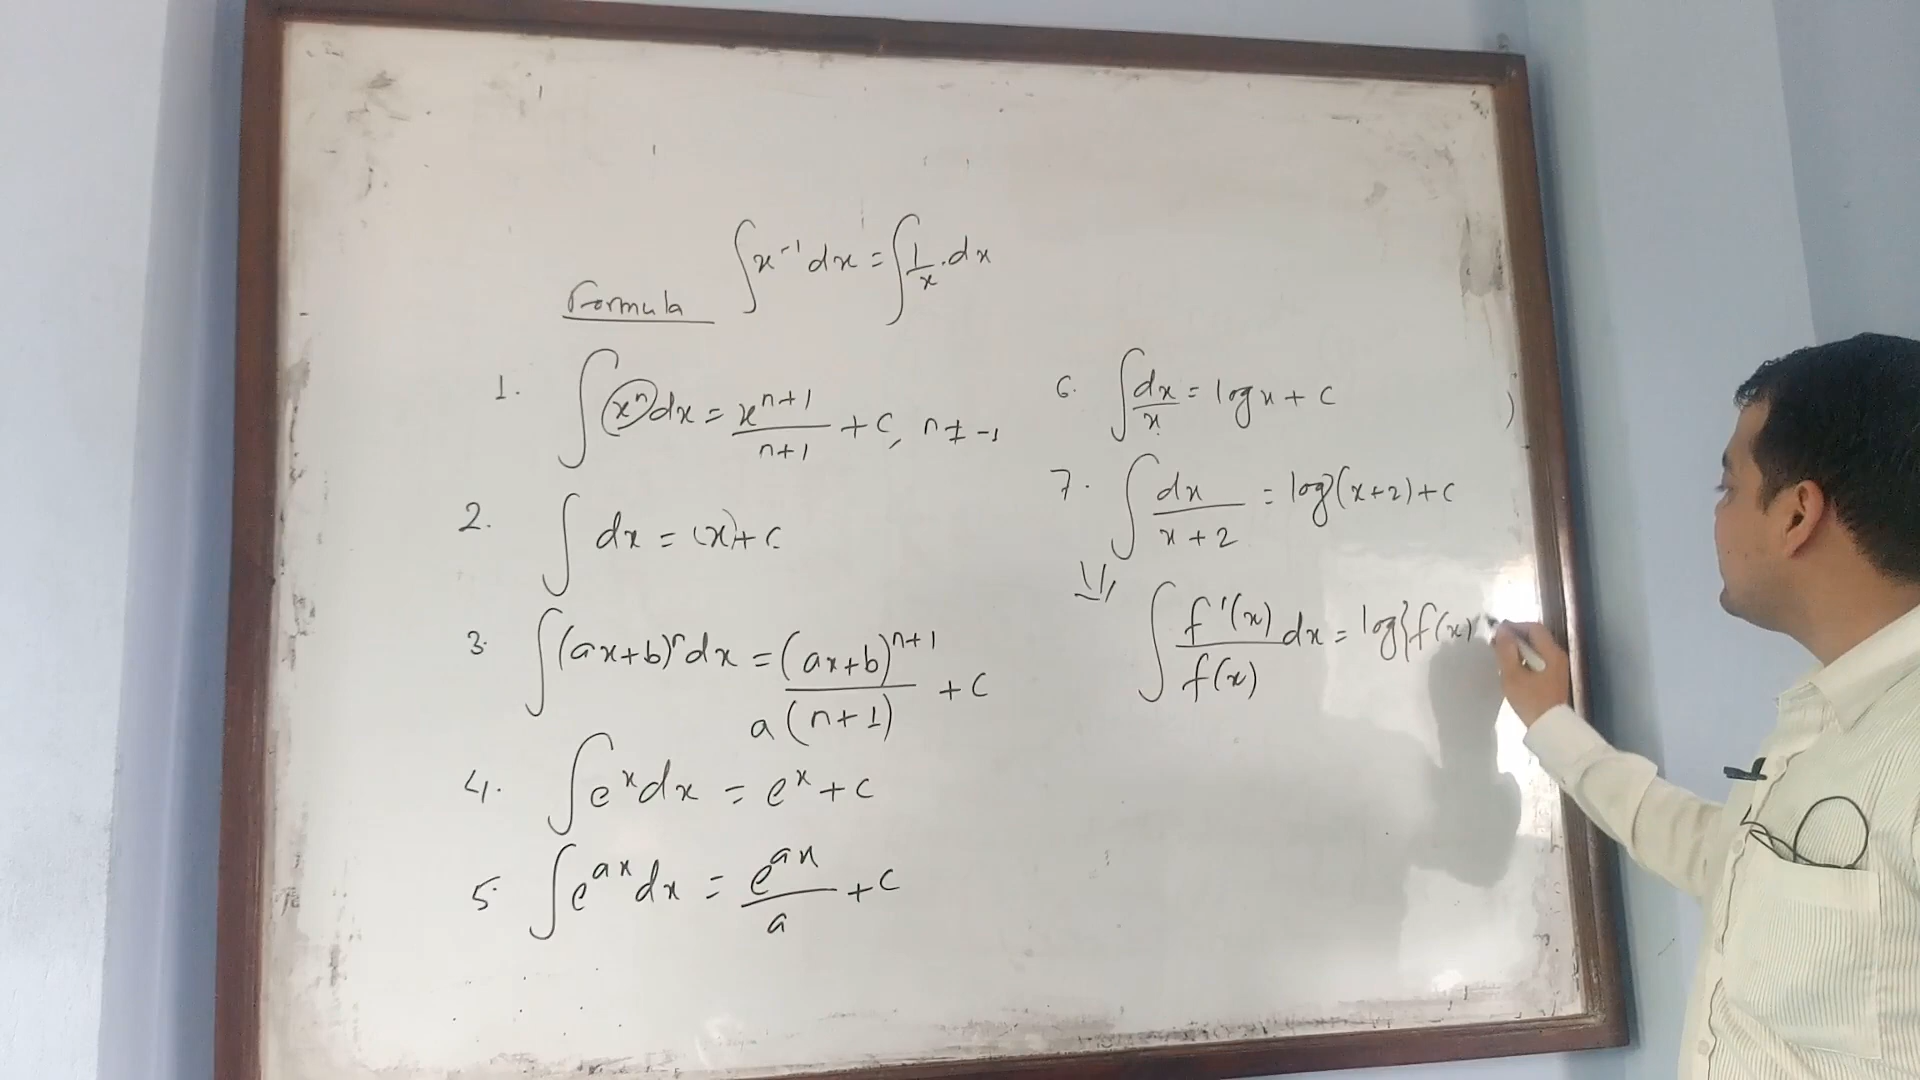 ∫x⁻¹ dx = ∫1/x . dx
Formula
1. ∫xⁿ dx = xⁿ⁺¹/n+1 + C, n ≠ -1
2. ∫ dx = (x) + C
3. ∫(ax+b)ⁿ dx = (ax+b)ⁿ⁺¹/a(n+1) + C
4. ∫eˣ dx = eˣ + C
5. ∫eᵃˣ dx = eᵃˣ/a + C
6. ∫dx/x = log x + C
)
7. ∫dx/x+2 = log(x+2) + C
∫f'(x)/f(x) dx = log{f(x)